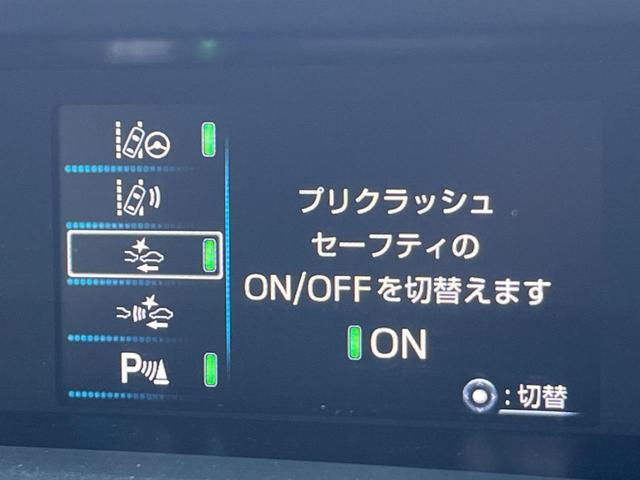 プリクラッシュ
セーフティの
ON/OFFを切替えます
ON
P
:切替